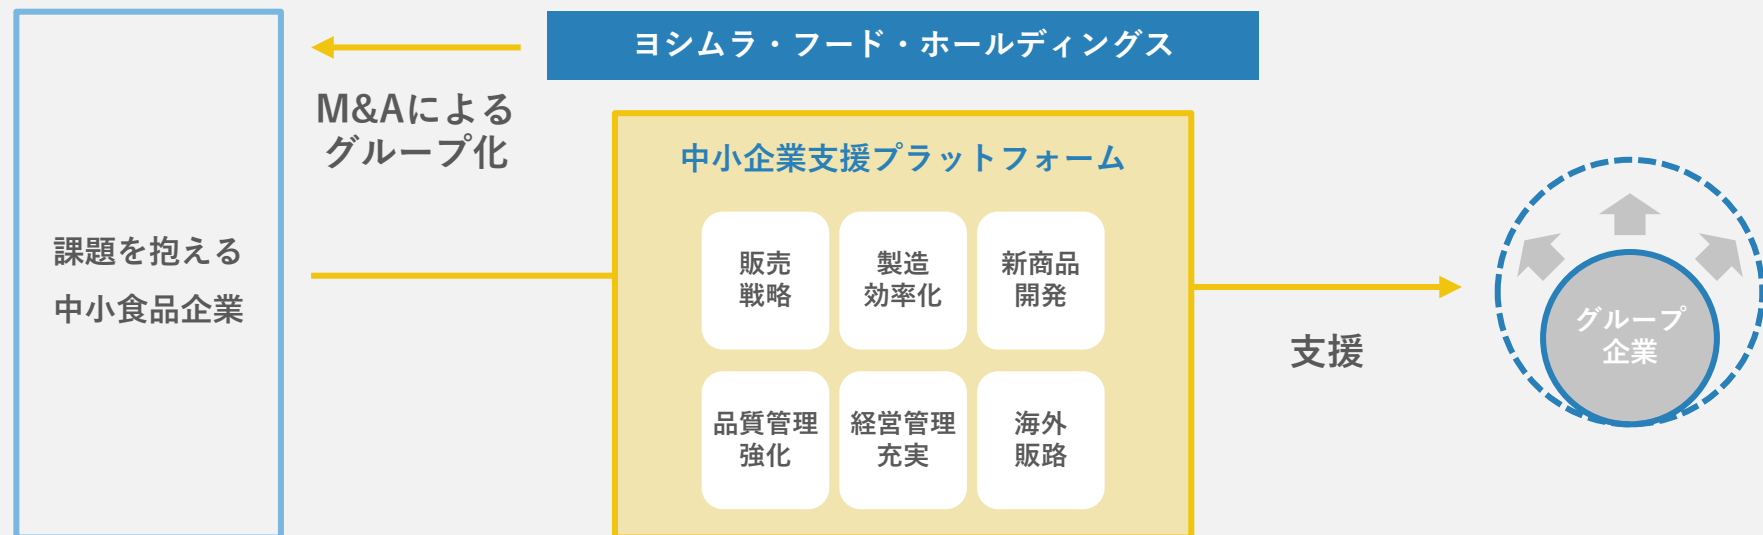 ヨシムラ・フード・ホールディングス
M&Aによる
グループ化
中小企業支援プラットフォーム
課題を抱える
中小食品企業
販売
戦略
製造
効率化
新商品
開発
品質管理
強化
経営管理
充実
海外
販路
支援
グループ
企業